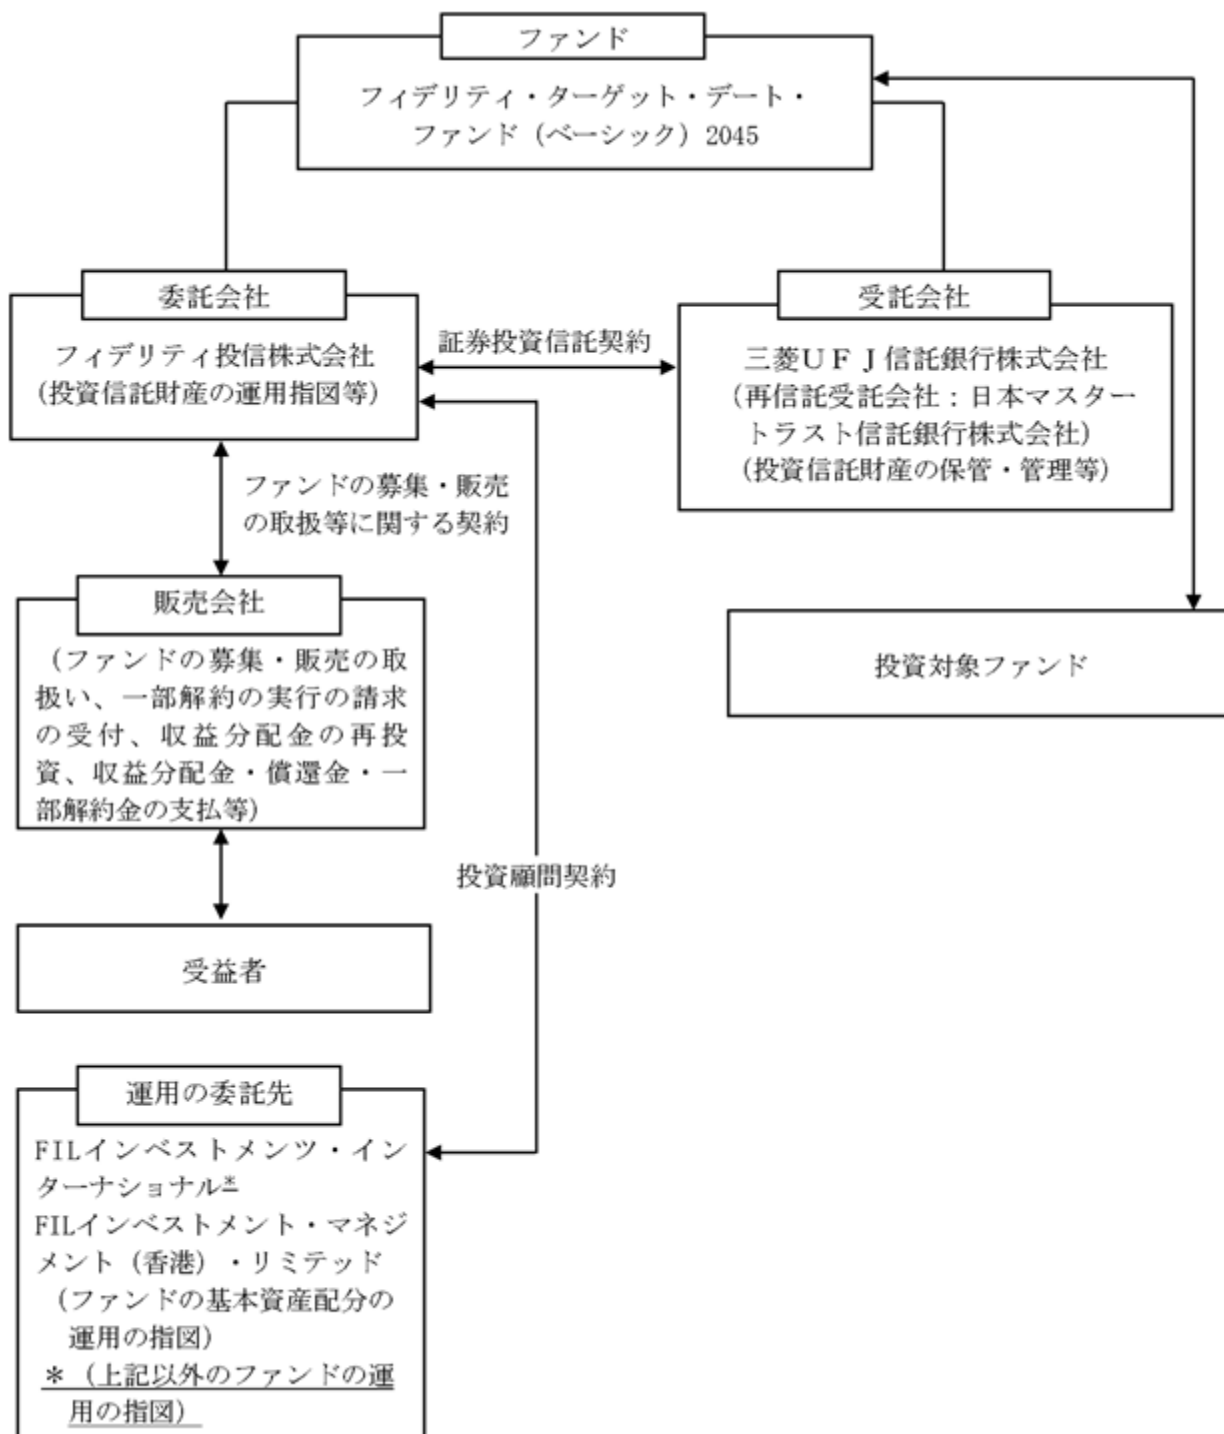 ファンド
フィデリティ・ターゲット・デート・
ファンド（ベーシック）2045
委託会社
フィデリティ投信株式会社
(投資信託財産の運用指図等)
証券投資信託契約
受託会社
三菱ＵＦＪ信託銀行株式会社
(再信託受託会社：日本マスター
トラスト信託銀行株式会社)
(投資信託財産の保管・管理等)
ファンドの募集・販売
の取扱等に関する契約
販売会社
（ファンドの募集・販売の取
扱い、一部解約の実行の請求
の受付、収益分配金の再投
資、収益分配金・償還金・一
部解約金の支払等）
投資対象ファンド
投資顧問契約
受益者
運用の委託先
FILインベストメンツ・イン
ターナショナル*
FILインベストメント・マネジ
メント（香港）・リミテッド
（ファンドの基本資産配分の
運用の指図）
＊（上記以外のファンドの運
用の指図）